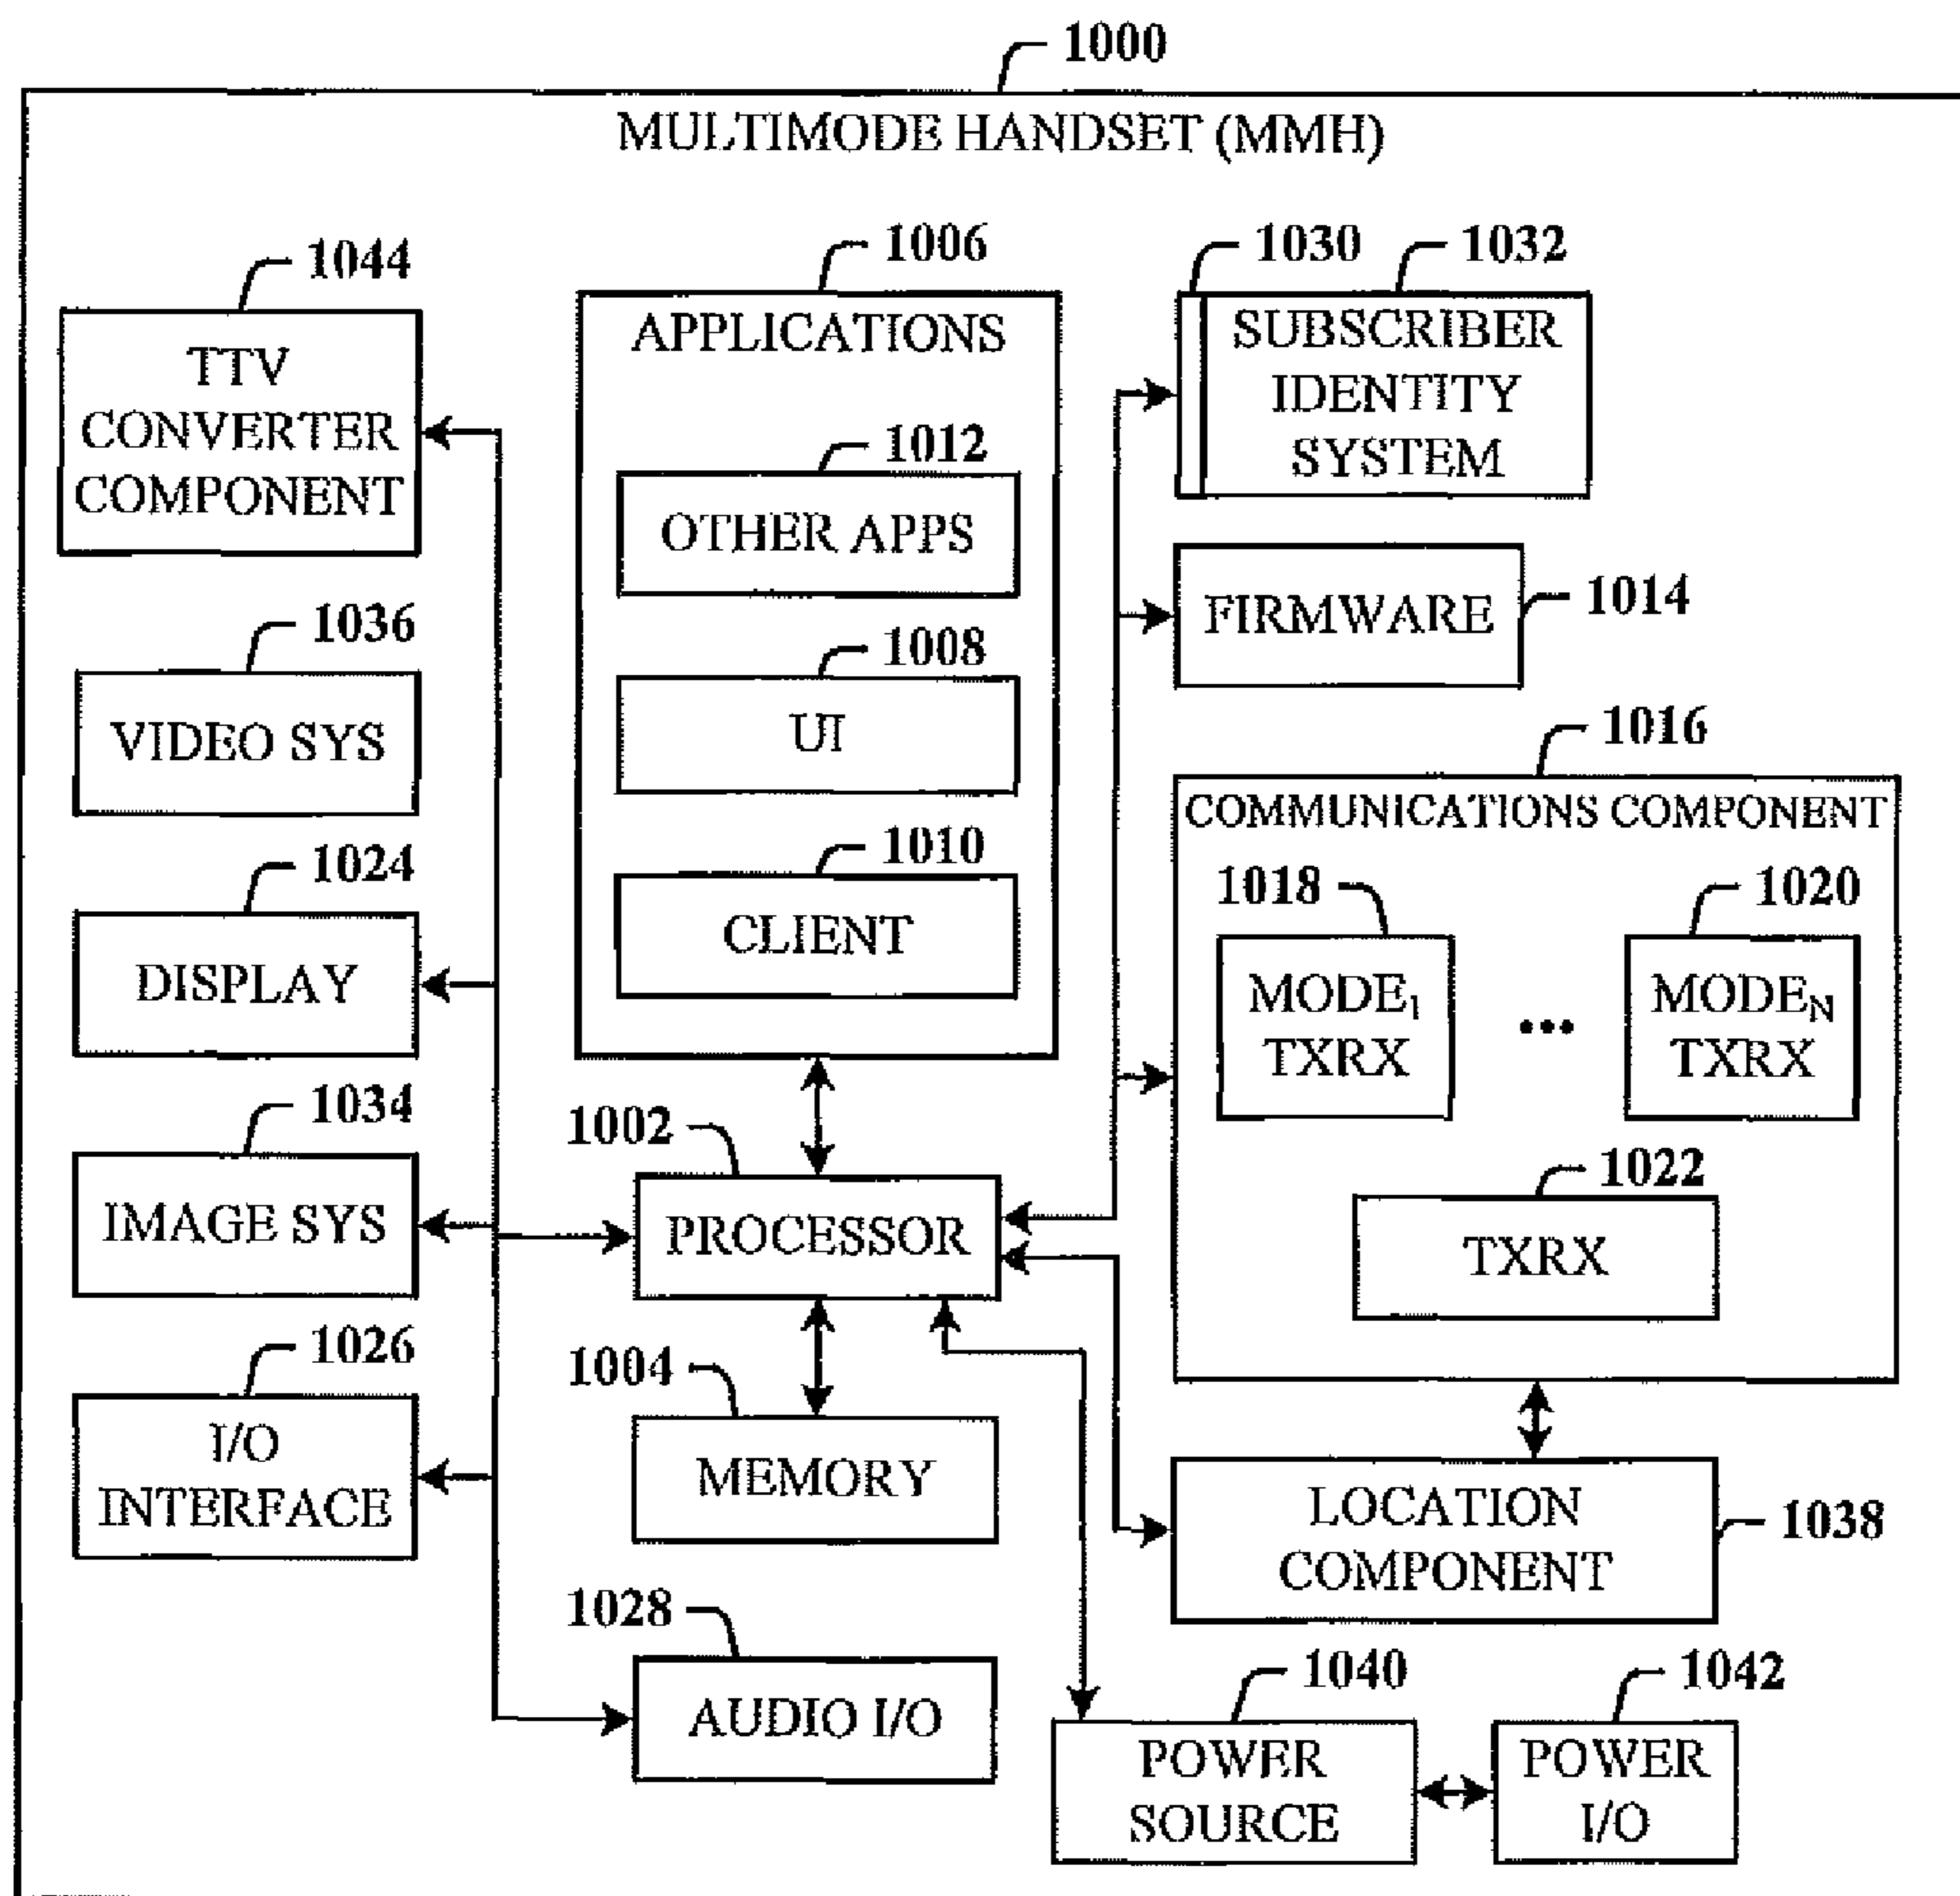 1000
MULTIMODE HANDSET (MMH)
1044
TTV
CONVERTER
COMPONENT
1036
VIDEO SYS
1024
DISPLAY
1034
IMAGE SYS
1026
I/O
INTERFACE
1006
APPLICATIONS
1012
OTHER APPS
1008
UI
1010
CLIENT
1002
PROCESSOR
1004
MEMORY
1028
AUDIO I/O
1030
1032
SUBSCRIBER
IDENTITY
SYSTEM
FIRMWARE
1014
1016
COMMUNICATIONS COMPONENT
1018
MODE1
TXRX
...
1020
MODEN
TXRX
1022
TXRX
LOCATION
COMPONENT
1038
1040
POWER
SOURCE
1042
POWER
I/O